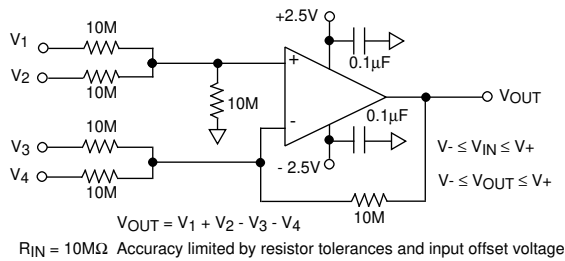 +2.5V
10M
V1
0.1µF
V2
10M
+
10M
VOUT
10M
-
0.1µF
V3
V- ≤ VIN ≤ V+
V4
- 2.5V
10M
V- ≤ VOUT ≤ V+
10M
VOUT = V1 + V2 - V3 - V4
RIN = 10MΩ Accuracy limited by resistor tolerances and input offset voltage